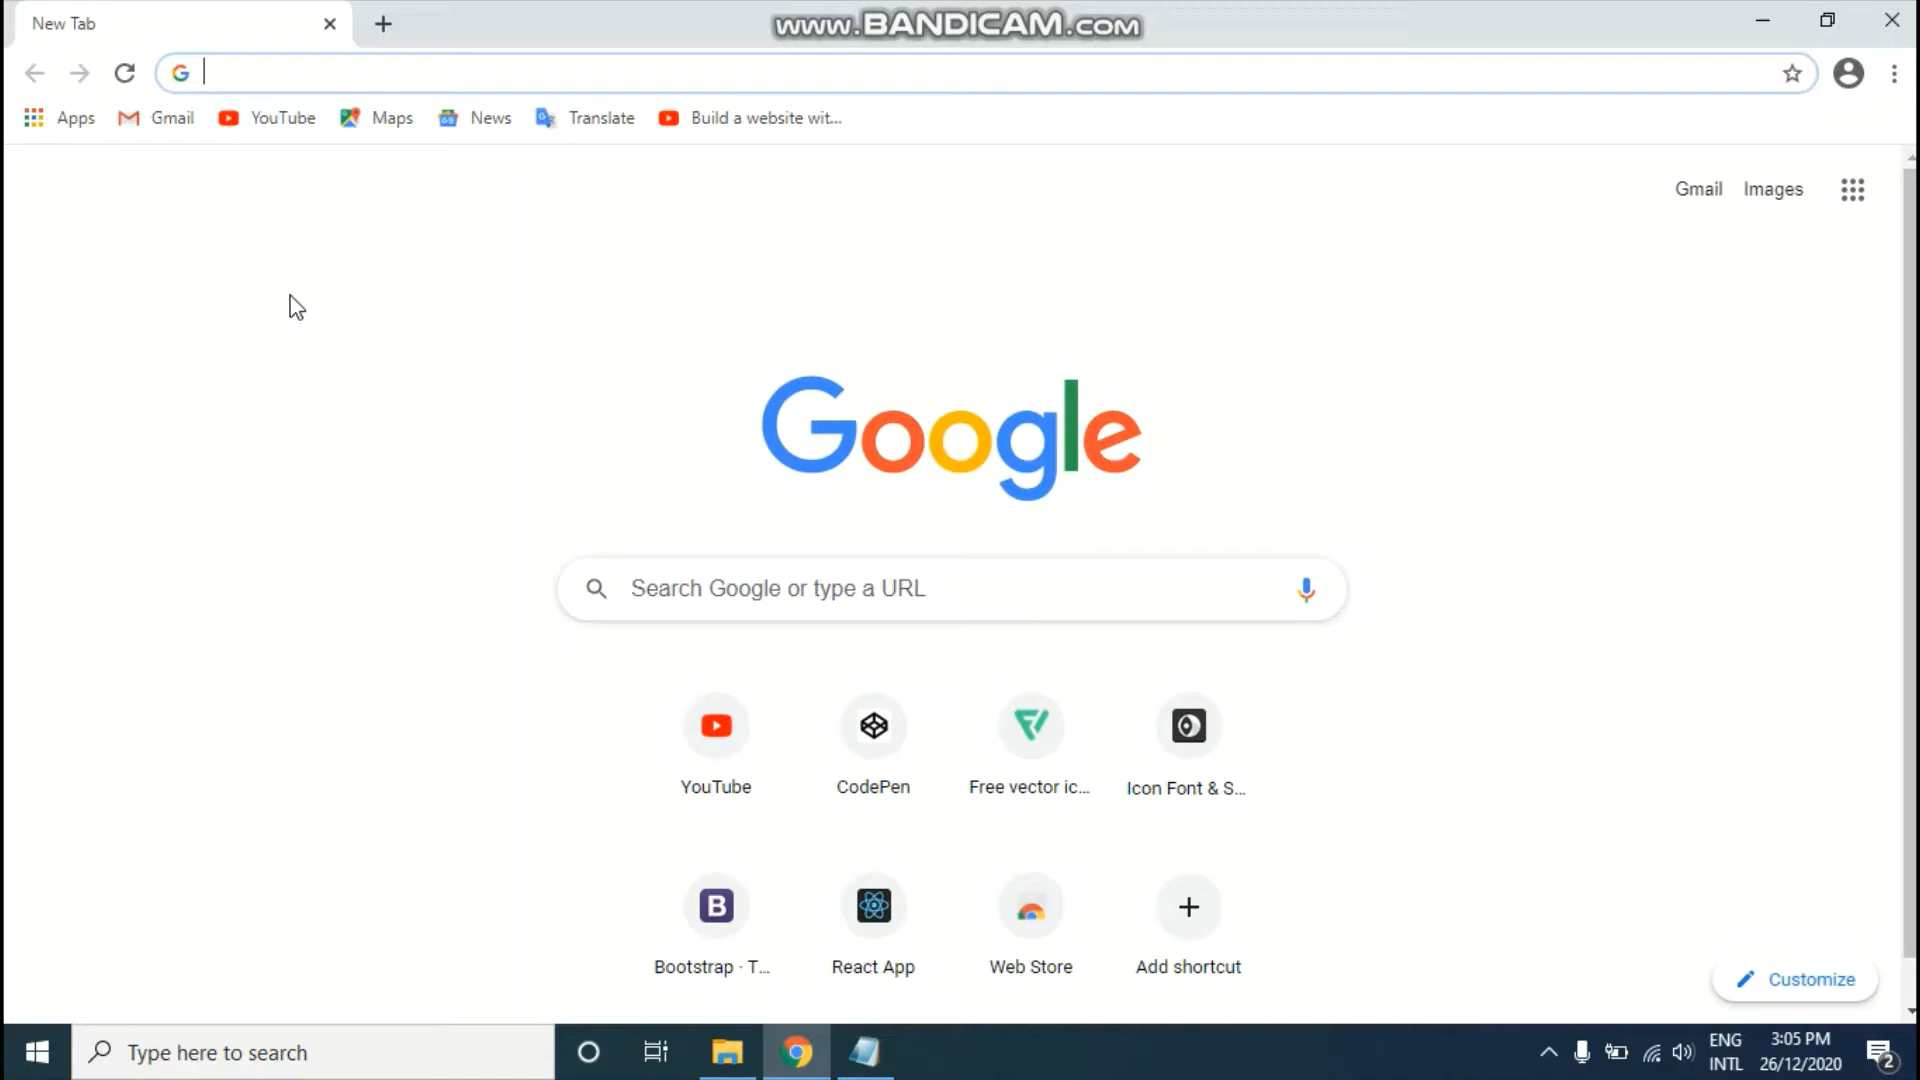 New Tab
www.BANDICAM.com
Apps
Gmail
YouTube
Maps
News
Translate
Build a website wit...
Gmail
Images
Google
Search Google or type a URL
YouTube
CodePen
Free vector ic...
Icon Font & S...
B
Bootstrap · T...
React App
Web Store
Add shortcut
Customize
Type here to search
ENG
INTL
3:05 PM
26/12/2020
2